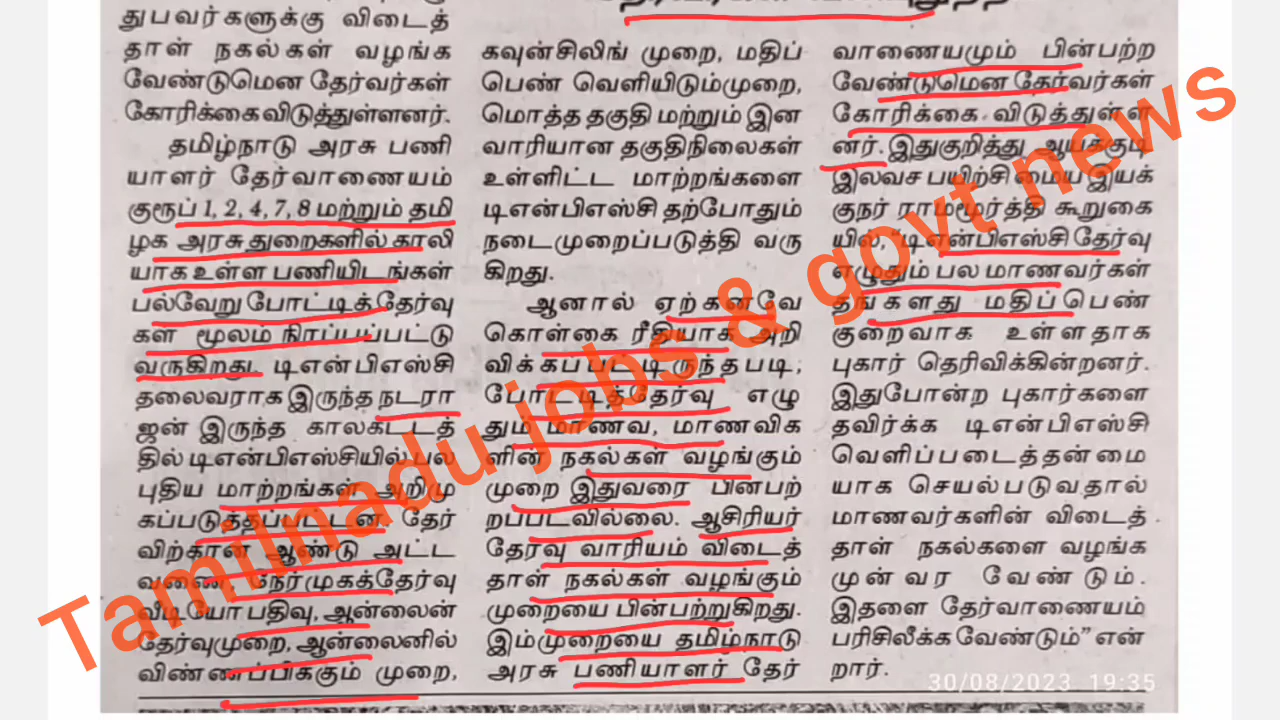 துபவர்களுக்கு விடைத்
தாள் நகல்கள் வழங்க
வேண்டுமென தேர்வர்கள்
கோரிக்கைவிடுத்துள்ளனர்.
தமிழ்நாடு அரசு பணி
யாளர் தேர்வாணையம்
குரூப் 1, 2, 4, 7, 8 மற்றும் தமி
ழக அரசு துறைகளில் காலி
யாக உள்ள பணியிடங்கள்
பல்வேறு போட்டித்தேர்வு
கள் மூலம் நிரப்பப்பட்டு
வருகிறது. டிஎன்பிஎஸ்சி
தலைவராக இருந்த நடரா
ஜன் இருந்த காலகட்டத்
தில் டிஎன்பிஎஸ்சியில் பல
புதிய மாற்றங்கள் அறிமு
கப்படுத்தப்பட்டன. தேர்
விற்கான ஆண்டு அட்ட
வணை, நேர்முகத்தேர்வு
வீடியோ பதிவு, ஆன்லைன்
தேர்வுமுறை, ஆன்லைனில்
விண்ணப்பிக்கும் முறை,
கவுன்சிலிங் முறை, மதிப்
பெண் வெளியிடும்முறை,
மொத்த தகுதி மற்றும் இன
வாரியான தகுதிநிலைகள்
உள்ளிட்ட மாற்றங்களை
டிஎன்பிஎஸ்சி தற்போதும்
நடைமுறைப்படுத்தி வரு
கிறது.
ஆனால் ஏற்கனவே
கொள்கை ரீதியாக அறி
விக்கப்பட்டிருந்தபடி,
போட்டித்தேர்வு எழு
தும் மாணவ, மாணவிக
ளின் நகல்கள் வழங்கும்
முறை இதுவரை பின்பற்
றப்படவில்லை. ஆசிரியர்
தேர்வு வாரியம் விடைத்
தாள் நகல்கள் வழங்கும்
முறையை பின்பற்றுகிறது.
இம்முறையை தமிழ்நாடு
அரசு பணியாளர் தேர்
வாணையமும் பின்பற்ற
வேண்டுமென தேர்வர்கள்
கோரிக்கை விடுத்துள்ள
னர். இதுகுறித்து ஆயக்குடி
இலவச பயிற்சி மைய இயக்
குநர் ராமமூர்த்தி கூறுகை
யில், “டிஎன்பிஎஸ்சி தேர்வு
எழுதும் பல மாணவர்கள்
தங்களது மதிப்பெண்
குறைவாக உள்ளதாக
புகார் தெரிவிக்கின்றனர்.
இதுபோன்ற புகார்களை
தவிர்க்க டிஎன்பிஎஸ்சி
வெளிப்படைத்தன்மை
யாக செயல்படுவதால்
மாணவர்களின் விடைத்
தாள் நகல்களை வழங்க
முன்வர வேண்டும்.
இதனை தேர்வாணையம்
பரிசிலீக்கவேண்டும்” என்
றார்.
Tamilnadu jobs & govt news
30/08/2023 19:35